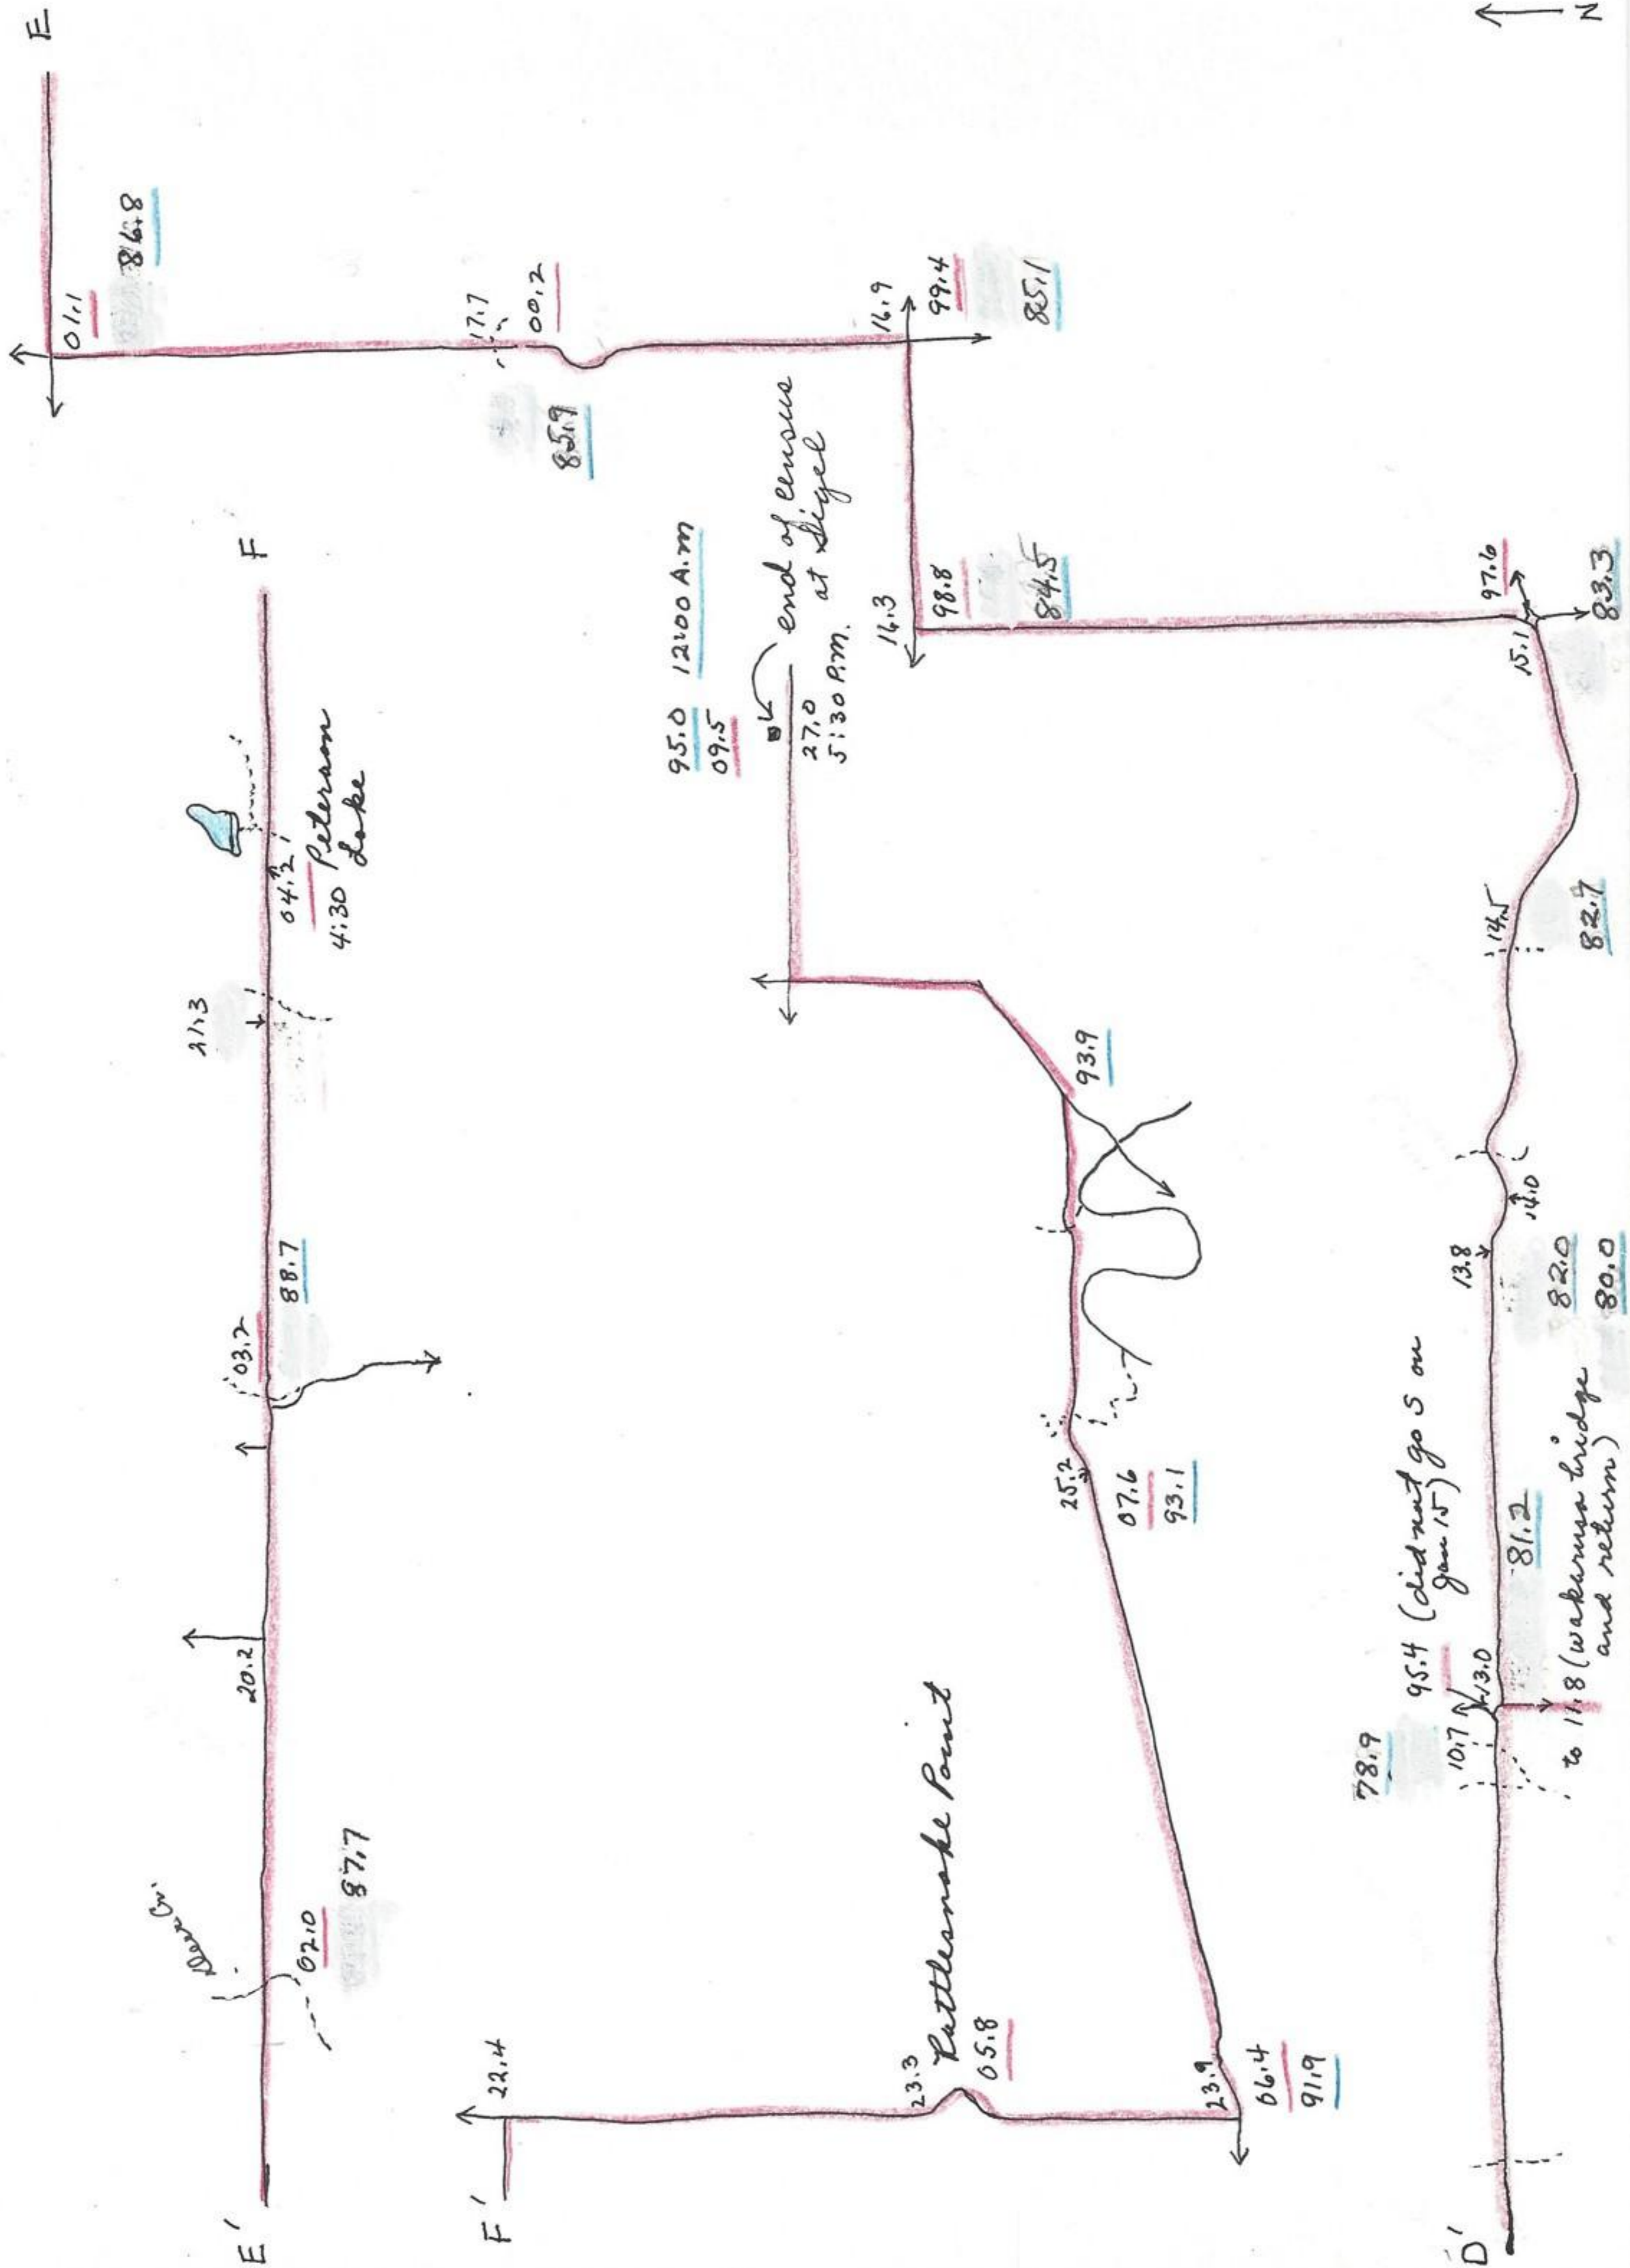 E
01.1
86.8
17.7
00.2
85.9
16.9
99.4
85.1
16.3
98.8
84.5
97.6
15.1
83.3
14.5
82.7
14.0
13.8
82.0
80.0
95.4 (did not go S on
Jan 15)
78.9
10.7
13.0
81.2
to 11.8 (Wakarusa bridge
and return)
D'
E'
Deer Cr.
02.0
87.7
20.2
03.2
88.7
21.3
04.2
4:30 Peterson
Lake
F
F'
22.4
23.3
Rattlesnake Point
05.8
23.9
06.4
91.9
25.2
07.6
93.1
93.9
95.0 12:00 A.M
09.5
end of census
at Sigel
27.0
5:30 P.M.
N